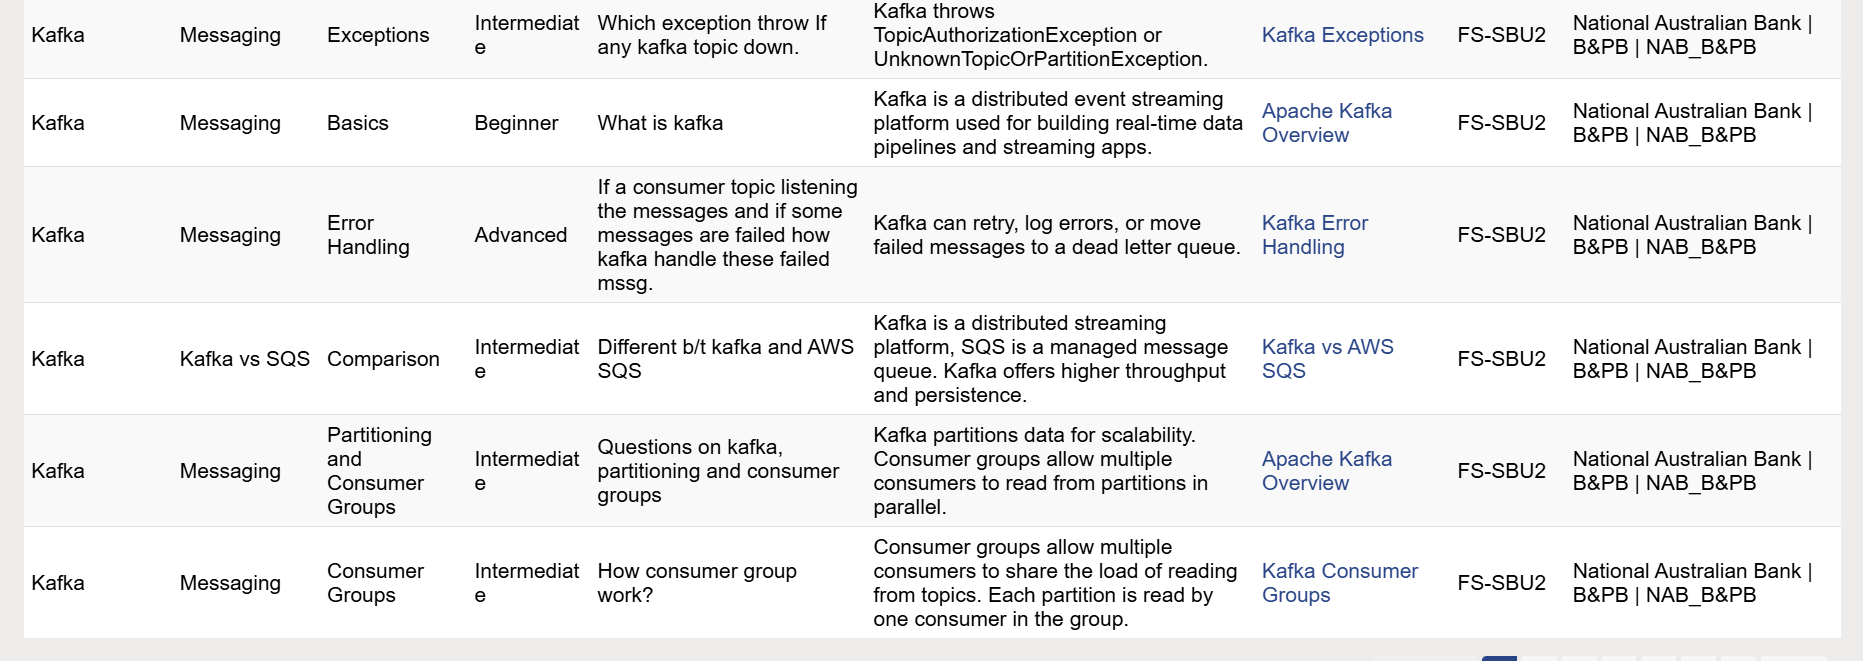 Kafka
Messaging
Exceptions
Intermediat
e
Which exception throw If
any kafka topic down.
Kafka throws
TopicAuthorizationException or
UnknownTopicOrPartitionException.
Kafka Exceptions
FS-SBU2
National Australian Bank |
B&PB | NAB_B&PB
Kafka
Messaging
Basics
Beginner
What is kafka
Kafka is a distributed event streaming
platform used for building real-time data
pipelines and streaming apps.
Apache Kafka
Overview
FS-SBU2
National Australian Bank |
B&PB | NAB_B&PB
Kafka
Messaging
Error
Handling
Advanced
If a consumer topic listening
the messages and if some
messages are failed how
kafka handle these failed
mssg.
Kafka can retry, log errors, or move
failed messages to a dead letter queue.
Kafka Error
Handling
FS-SBU2
National Australian Bank |
B&PB | NAB_B&PB
Kafka
Kafka vs SQS
Comparison
Intermediat
e
Different b/t kafka and AWS
SQS
Kafka is a distributed streaming
platform, SQS is a managed message
queue. Kafka offers higher throughput
and persistence.
Kafka vs AWS
SQS
FS-SBU2
National Australian Bank |
B&PB | NAB_B&PB
Kafka
Messaging
Partitioning
and
Consumer
Groups
Intermediat
e
Questions on kafka,
partitioning and consumer
groups
Kafka partitions data for scalability.
Consumer groups allow multiple
consumers to read from partitions in
parallel.
Apache Kafka
Overview
FS-SBU2
National Australian Bank |
B&PB | NAB_B&PB
Kafka
Messaging
Consumer
Groups
Intermediat
e
How consumer group
work?
Consumer groups allow multiple
consumers to share the load of reading
from topics. Each partition is read by
one consumer in the group.
Kafka Consumer
Groups
FS-SBU2
National Australian Bank |
B&PB | NAB_B&PB